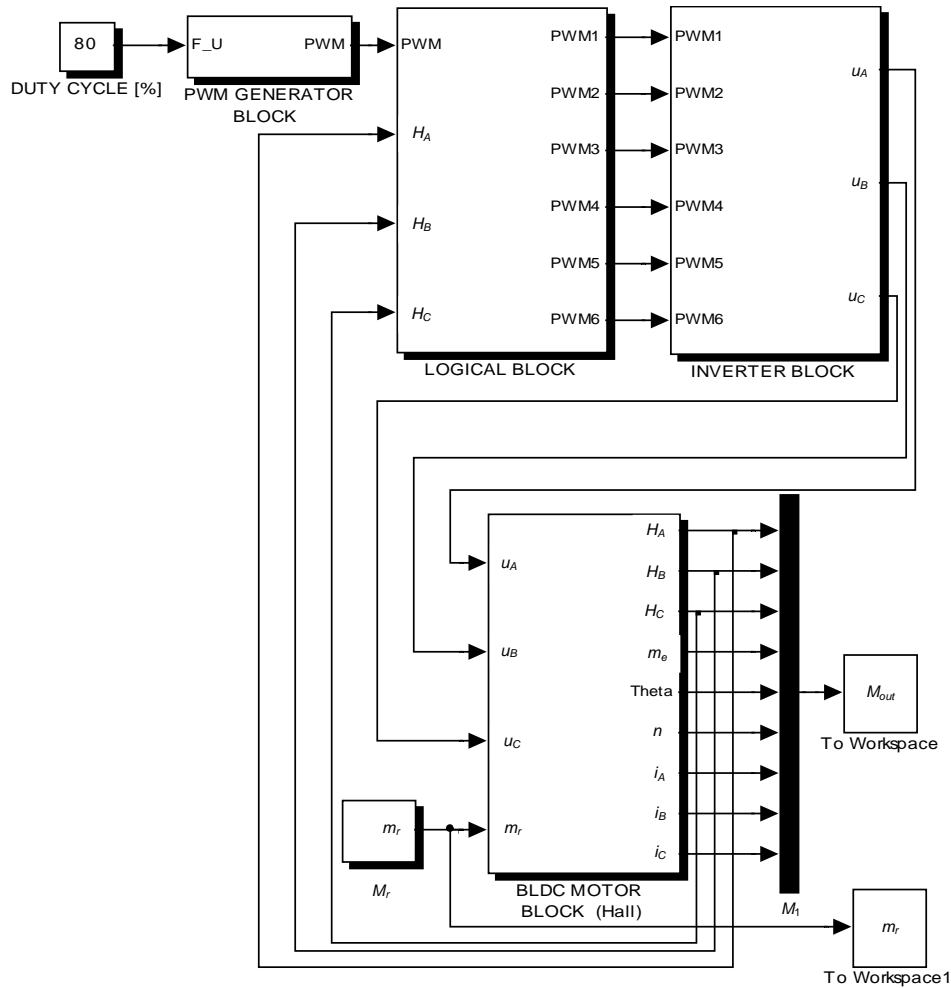 80
DUTY CYCLE [%]
F_U
PWM
PWM GENERATOR
BLOCK
PWM
H_A
H_B
H_C
PWM1
PWM2
PWM3
PWM4
PWM5
PWM6
LOGICAL BLOCK
PWM1
PWM2
PWM3
PWM4
PWM5
PWM6
u_A
u_B
u_C
INVERTER BLOCK
u_A
u_B
u_C
m_r
H_A
H_B
H_C
m_e
Theta
n
i_A
i_B
i_C
BLDC MOTOR
BLOCK (Hall)
m_r
M_r
M_1
M_out
To Workspace
m_r
To Workspace1